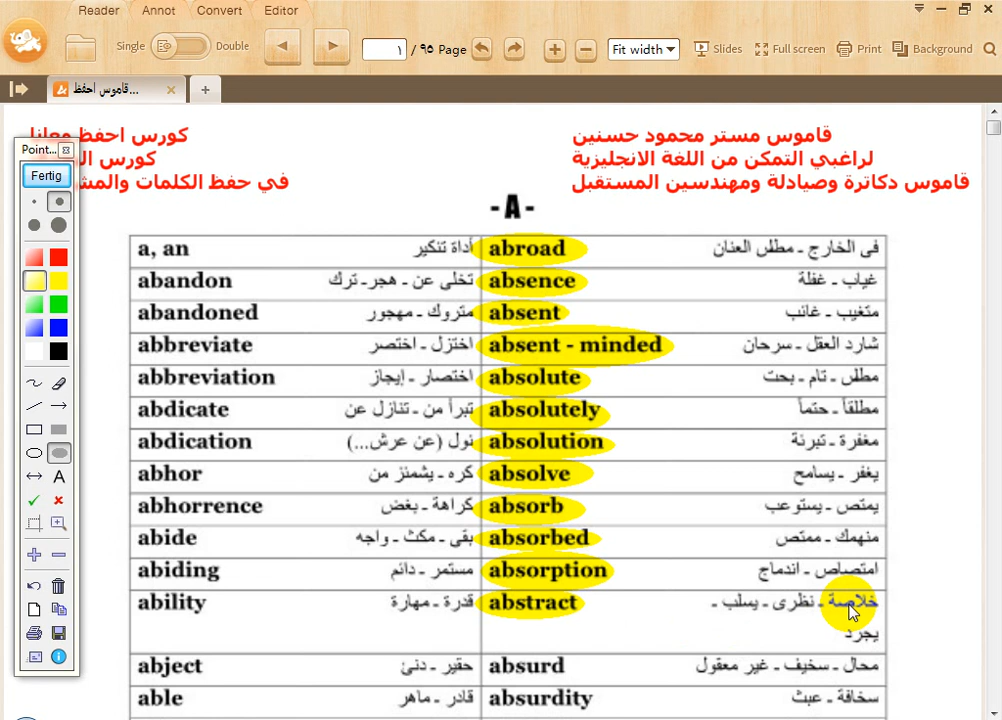 Reader Annot Convert Editor
Single Double ١ / ٩٥ Page Fit width Slides Full screen Print Background
قاموس احفظ...
قاموس مستر محمود حسنين
كورس احفظ
لراغبي التمكن من اللغة الانجليزية
كورس
قاموس دكاترة وصيادلة ومهندسين المستقبل
في حفظ الكلمات
Point...
Fertig
A
- A -
a, an أداة تنكير abroad فى الخارج ـ مطلق العنان
abandon تخلى عن ـ هجر ـ ترك absence غياب ـ غفلة
abandoned متروك ـ مهجور absent متغيب ـ غائب
abbreviate اختزل ـ اختصر absent - minded شارد العقل ـ سرحان
abbreviation اختصار ـ إيجاز absolute مطلق ـ تام ـ بحت
abdicate تبرأ من ـ تنازل عن absolutely مطلقاً ـ حتماً
abdication نول (عن عرش...) absolution مغفرة ـ تبرئة
abhor كره ـ يشمئز من absolve يغفر ـ يسامح
abhorrence كراهة ـ بغض absorb يمتص ـ يستوعب
abide بقى ـ مكث ـ واجه absorbed منهمك ـ ممتص
abiding مستمر ـ دائم absorption امتصاص ـ اندماج
ability قدرة ـ مهارة abstract خلاصة ـ نظرى ـ يسلب ـ
يجرد
abject حقير ـ دنئ absurd محال ـ سخيف ـ غير معقول
able قادر ـ ماهر absurdity سخافة ـ عبث